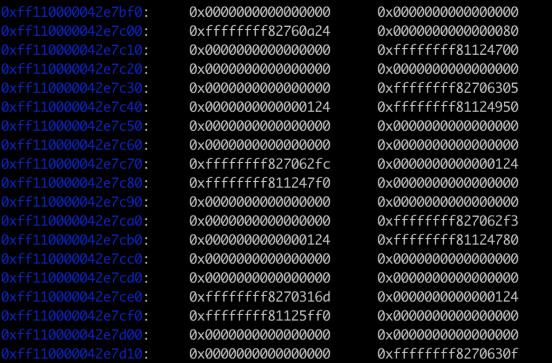 0xff110000042e7bf0: 0x0000000000000000 0x0000000000000000
0xff110000042e7c00: 0xffffffff82760a24 0x0000000000000080
0xff110000042e7c10: 0x0000000000000000 0xffffffff81124700
0xff110000042e7c20: 0x0000000000000000 0x0000000000000000
0xff110000042e7c30: 0x0000000000000000 0xffffffff82706305
0xff110000042e7c40: 0x0000000000000124 0xffffffff81124950
0xff110000042e7c50: 0x0000000000000000 0x0000000000000000
0xff110000042e7c60: 0x0000000000000000 0x0000000000000000
0xff110000042e7c70: 0xffffffff827062fc 0x0000000000000124
0xff110000042e7c80: 0xffffffff811247f0 0x0000000000000000
0xff110000042e7c90: 0x0000000000000000 0x0000000000000000
0xff110000042e7ca0: 0x0000000000000000 0xffffffff827062f3
0xff110000042e7cb0: 0x0000000000000124 0xffffffff81124780
0xff110000042e7cc0: 0x0000000000000000 0x0000000000000000
0xff110000042e7cd0: 0x0000000000000000 0x0000000000000000
0xff110000042e7ce0: 0xffffffff8270316d 0x0000000000000124
0xff110000042e7cf0: 0xffffffff81125ff0 0x0000000000000000
0xff110000042e7d00: 0x0000000000000000 0x0000000000000000
0xff110000042e7d10: 0x0000000000000000 0xffffffff8270630f